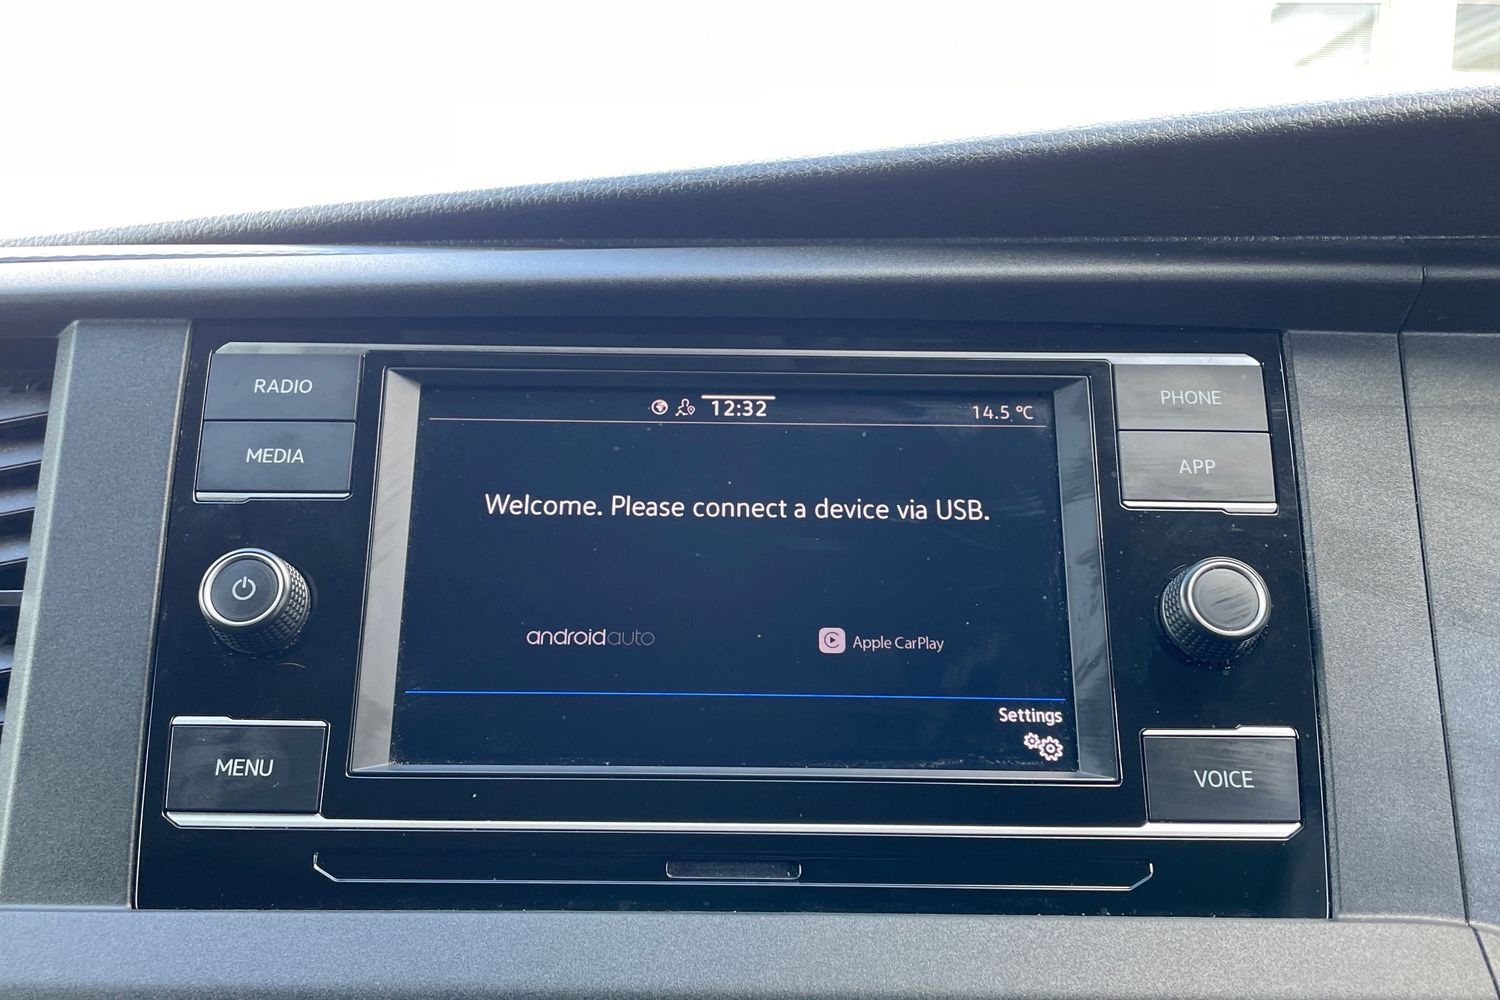 RADIO
MEDIA
MENU
12:32
14.5 °C
Welcome. Please connect a device via USB.
androidauto
Apple CarPlay
Settings
PHONE
APP
VOICE